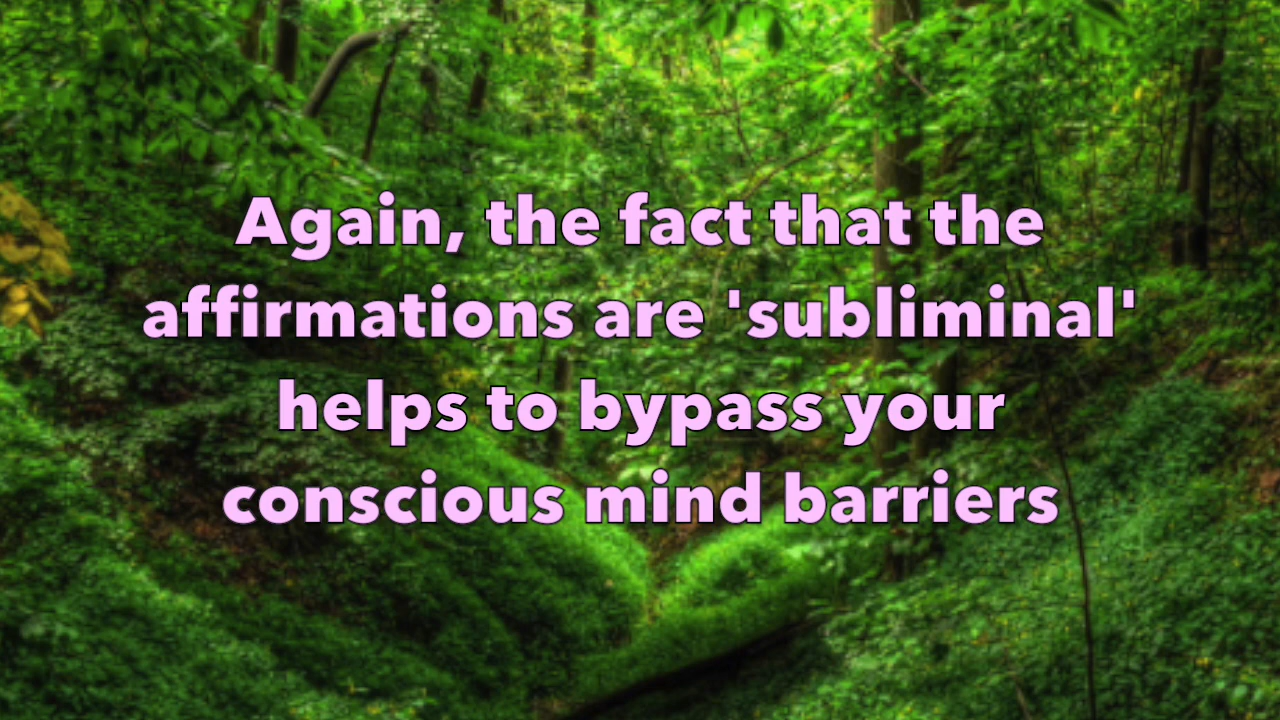 Again, the fact that the
affirmations are 'subliminal'
helps to bypass your
conscious mind barriers